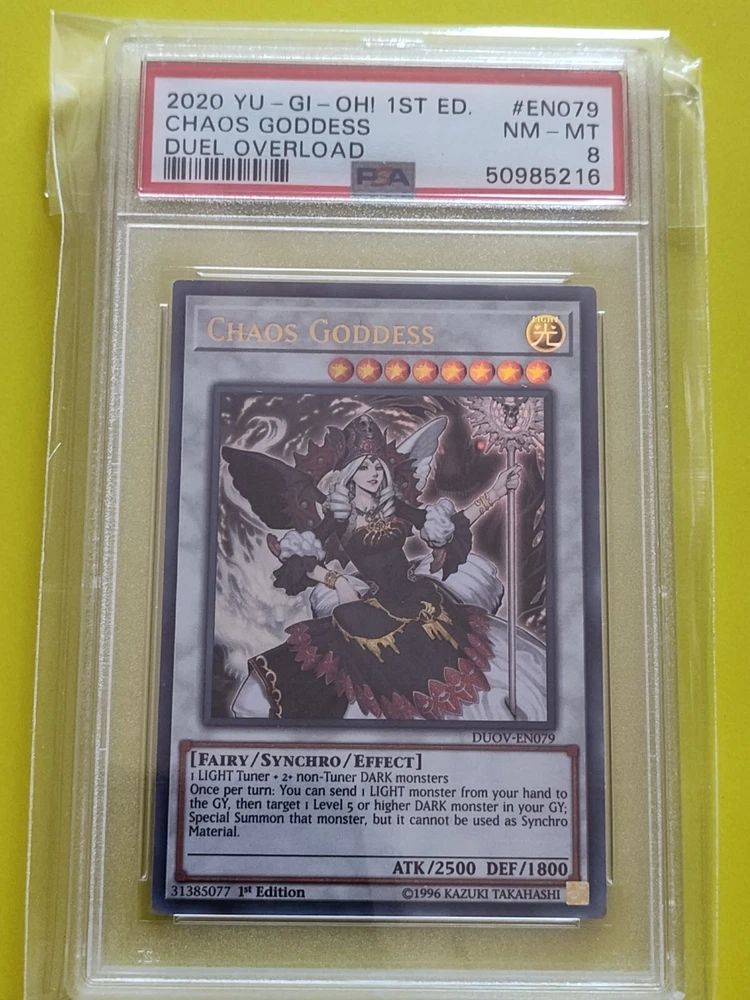 2020 YU-GI-OH! 1ST ED. #EN079
CHAOS GODDESS NM-MT
DUEL OVERLOAD 8
PSA 50985216
CHAOS GODDESS
LIGHT
光
DUOV-EN079
[FAIRY/SYNCHRO/EFFECT]
1 LIGHT Tuner + 2+ non-Tuner DARK monsters
Once per turn: You can send 1 LIGHT monster from your hand to
the GY, then target 1 Level 5 or higher DARK monster in your GY;
Special Summon that monster, but it cannot be used as Synchro
Material.
ATK/2500 DEF/1800
31385077 1st Edition ©1996 KAZUKI TAKAHASHI